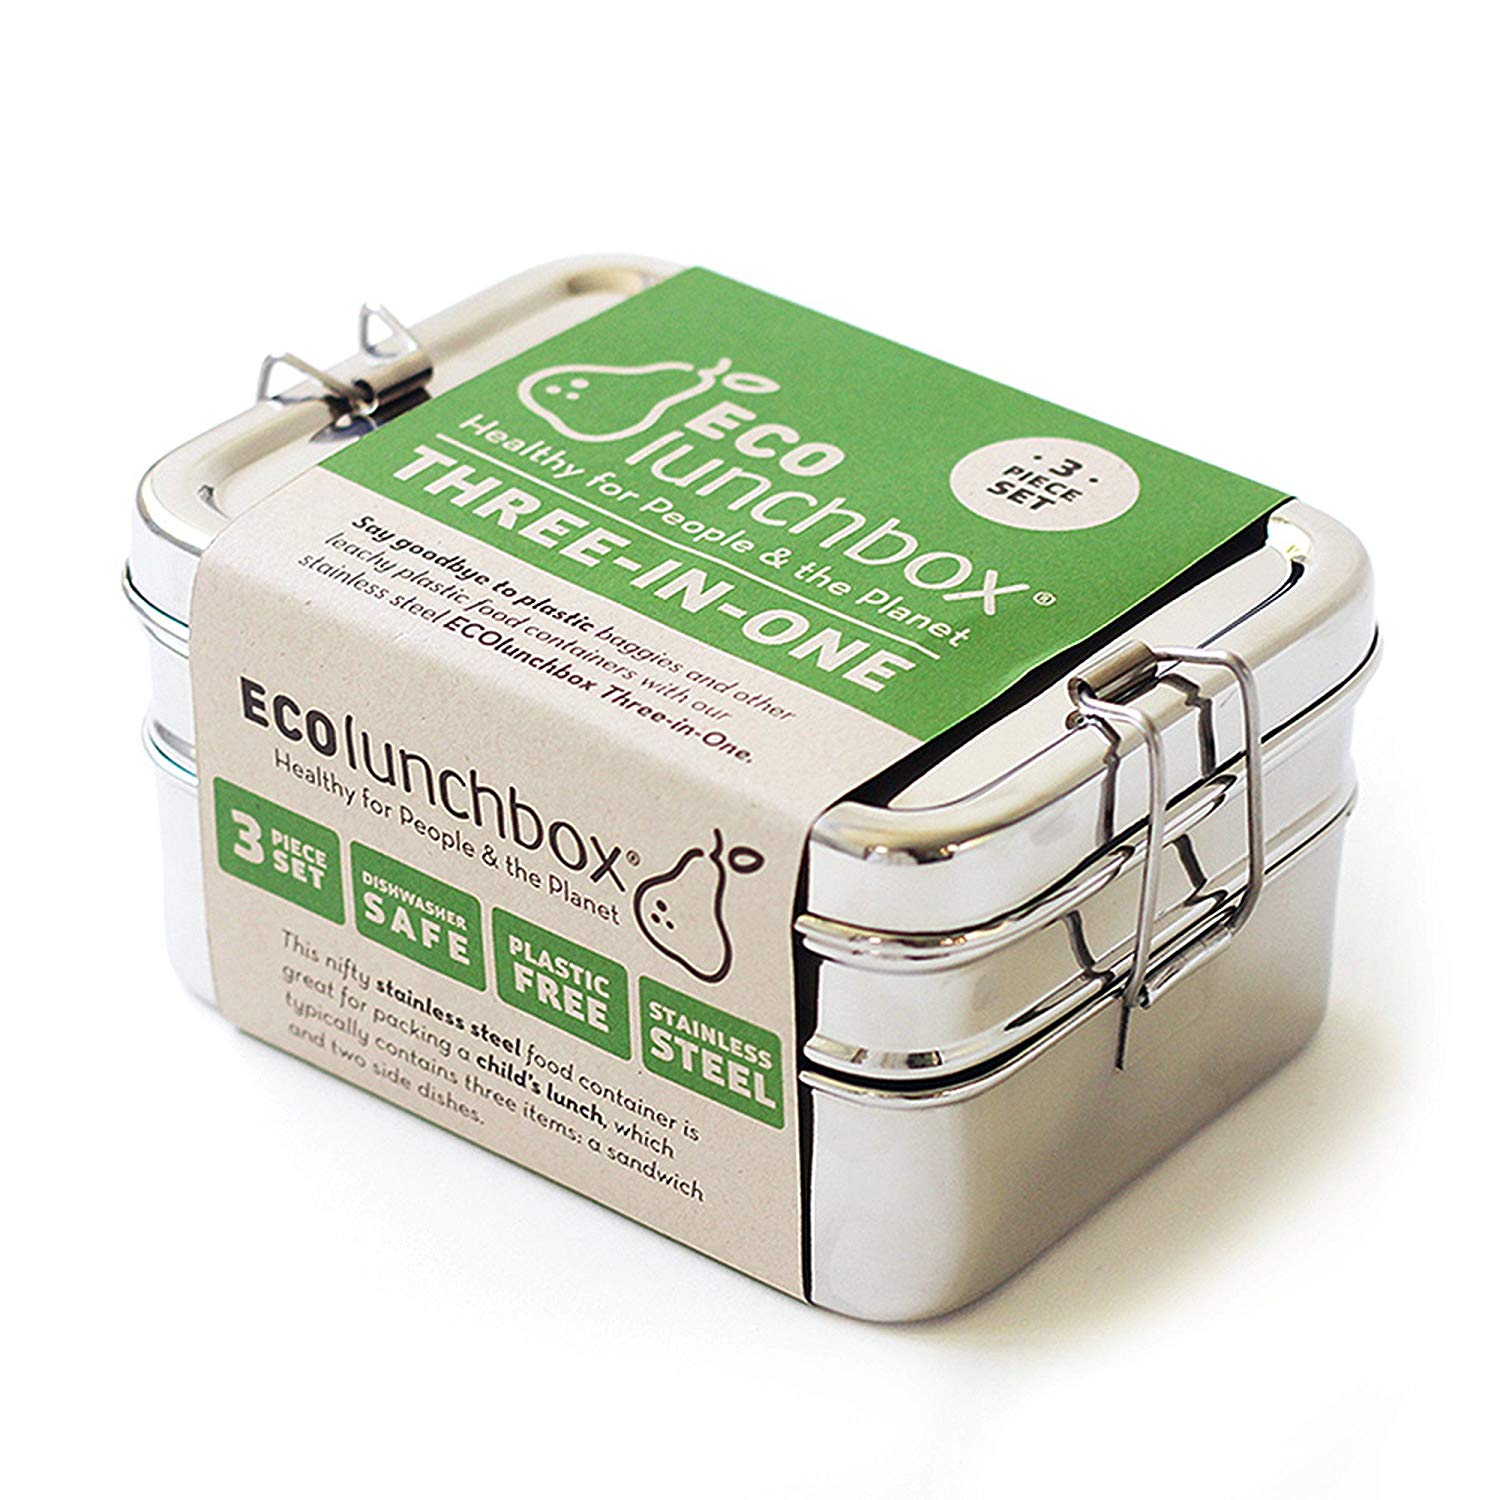 ECO
lunchbox®
Healthy for People & the Planet
THREE-IN-ONE
3
PIECE
SET
Say goodbye to plastic baggies and other
leachy plastic food containers with our
stainless steel ECOlunchbox Three-in-One.
ECOlunchbox®
Healthy for People & the Planet
3 PIECE
SET
DISHWASHER
SAFE
PLASTIC
FREE
STAINLESS
STEEL
This nifty stainless steel food container is
great for packing a child's lunch, which
typically contains three items: a sandwich
and two side dishes.